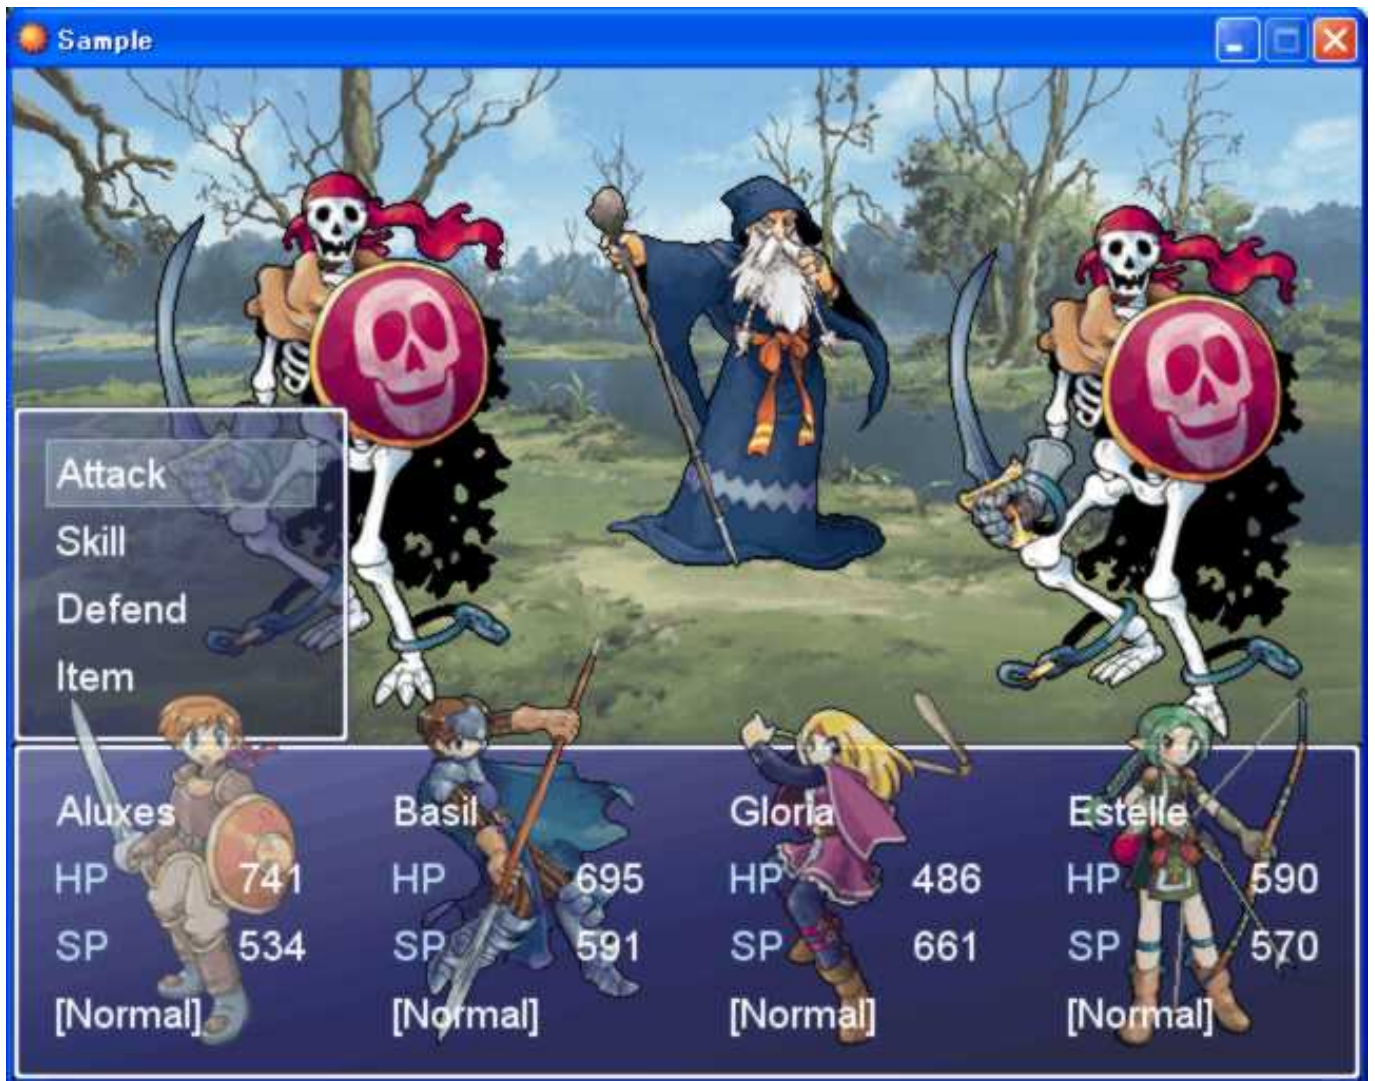 Sample
Attack
Skill
Defend
Item
Aluxes Basil Gloria Estelle
HP 741 HP 695 HP 486 HP 590
SP 534 SP 591 SP 661 SP 570
[Normal] [Normal] [Normal] [Normal]